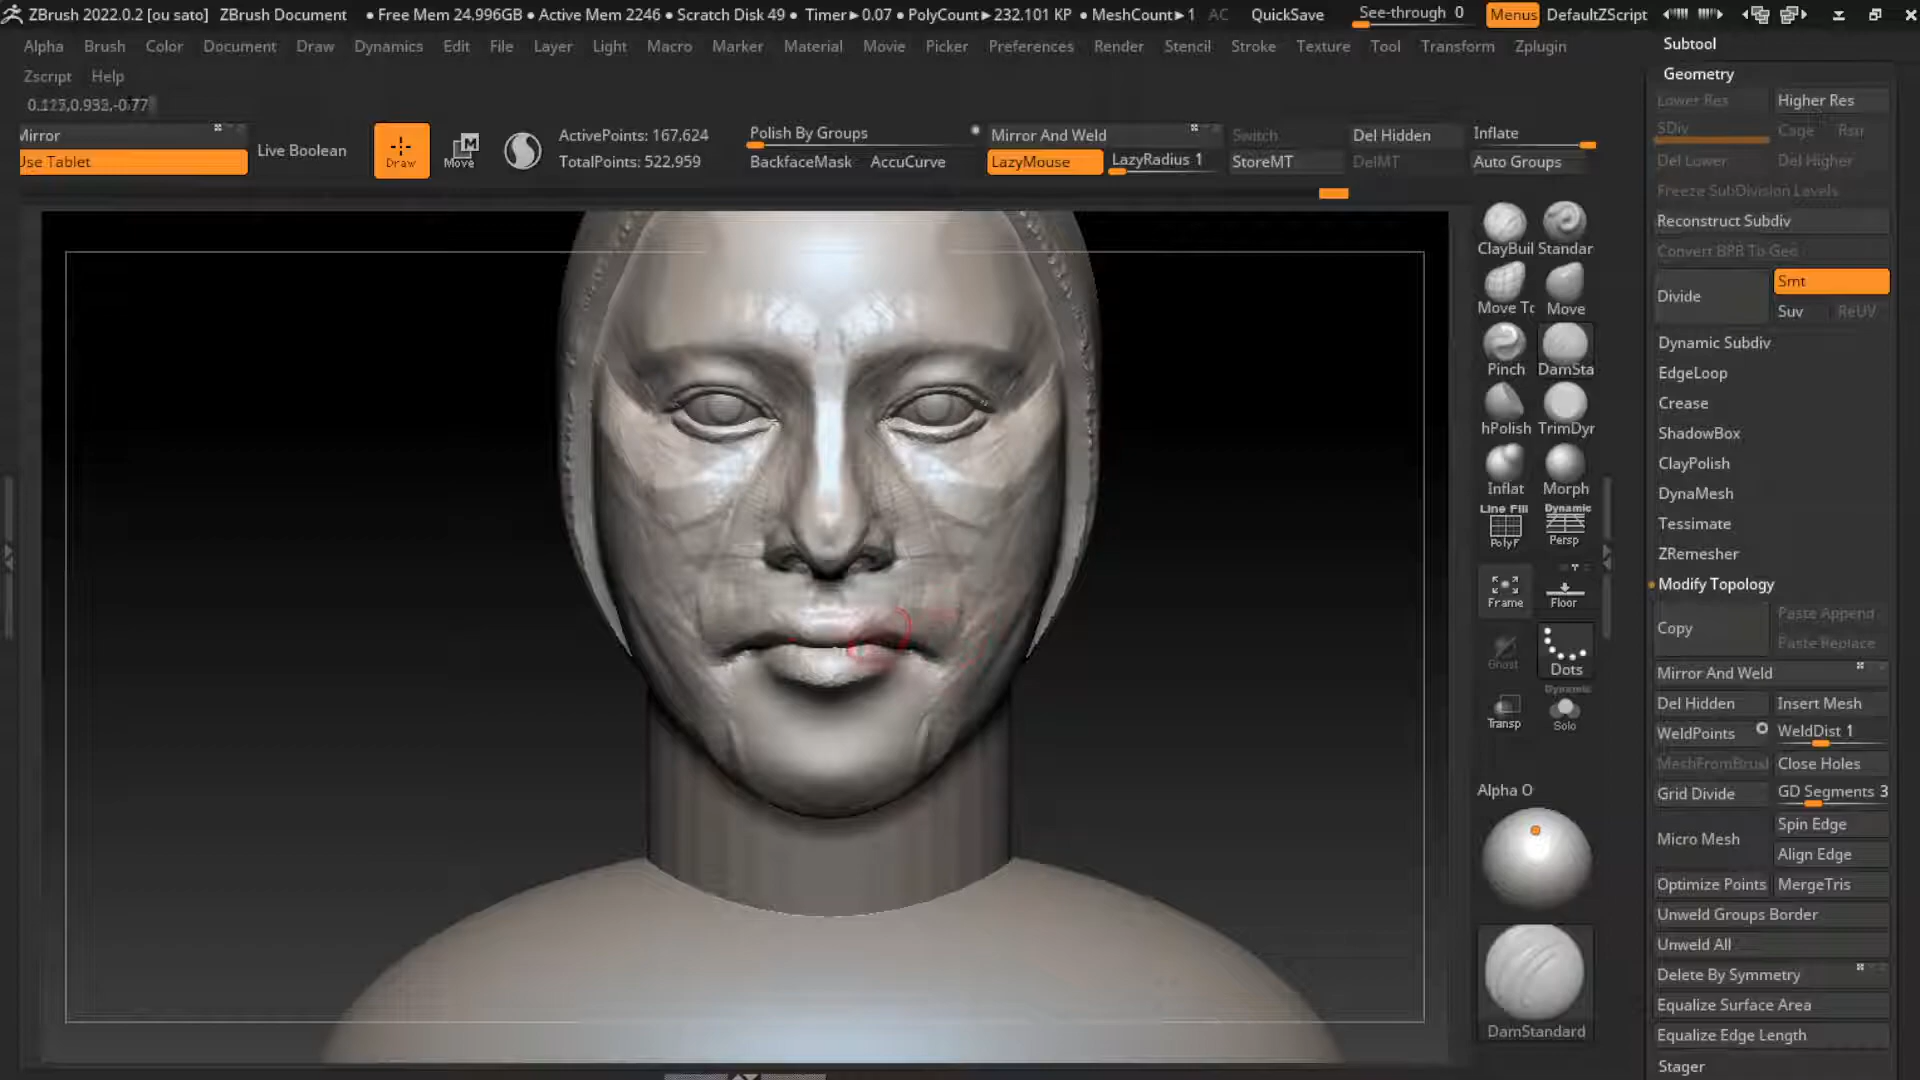 ZBrush 2022.0.2 [ou sato] ZBrush Document • Free Mem 24.996GB • Active Mem 2246 • Scratch Disk 49 • Timer▸0.07 • PolyCount▸232.101 KP • MeshCount▸1 AC QuickSave See-through 0 Menus DefaultZScript
Alpha Brush Color Document Draw Dynamics Edit File Layer Light Macro Marker Material Movie Picker Preferences Render Stencil Stroke Texture Tool Transform Zplugin
Zscript Help
Mirror
Use Tablet
Live Boolean
Draw
Move
ActivePoints: 167,624
TotalPoints: 522,959
Polish By Groups
BackfaceMask AccuCurve
Mirror And Weld
LazyMouse LazyRadius 1
Switch
StoreMT
Del Hidden
DelMT
Inflate
Auto Groups
ClayBuil Standar
Move To Move
Pinch DamSta
hPolish TrimDyr
Inflat Morph
Line Fill Dynamic
PolyF Persp
Frame Floor
Ghost Dots
Dynamic
Transp Solo
Alpha O
DamStandard
Subtool
Geometry
Lower Res Higher Res
SDiv Cage Rstr
Del Lower Del Higher
Freeze SubDivision Levels
Reconstruct Subdiv
Convert BPR To Geo
Divide Smt
Suv ReUV
Dynamic Subdiv
EdgeLoop
Crease
ShadowBox
ClayPolish
DynaMesh
Tessimate
ZRemesher
Modify Topology
Copy Paste Append
Paste Replace
Mirror And Weld
Del Hidden Insert Mesh
WeldPoints WeldDist 1
MeshFromBrusl Close Holes
Grid Divide GD Segments 3
Micro Mesh Spin Edge
Align Edge
Optimize Points MergeTris
Unweld Groups Border
Unweld All
Delete By Symmetry
Equalize Surface Area
Equalize Edge Length
Stager